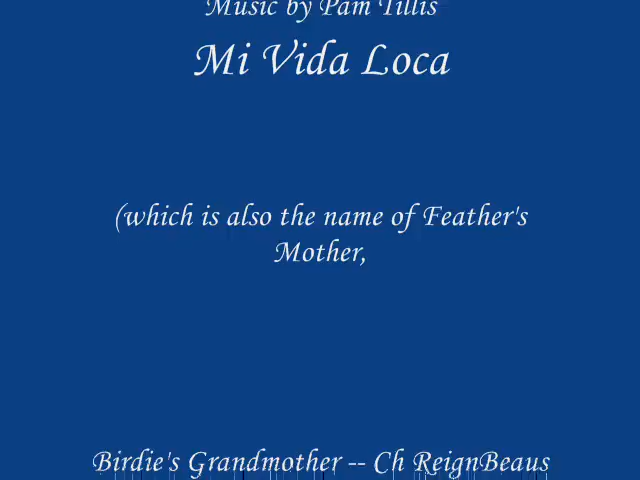 Music by Pam Tillis
Mi Vida Loca
(which is also the name of Feather's
Mother,
Birdie's Grandmother -- Ch ReignBeaus